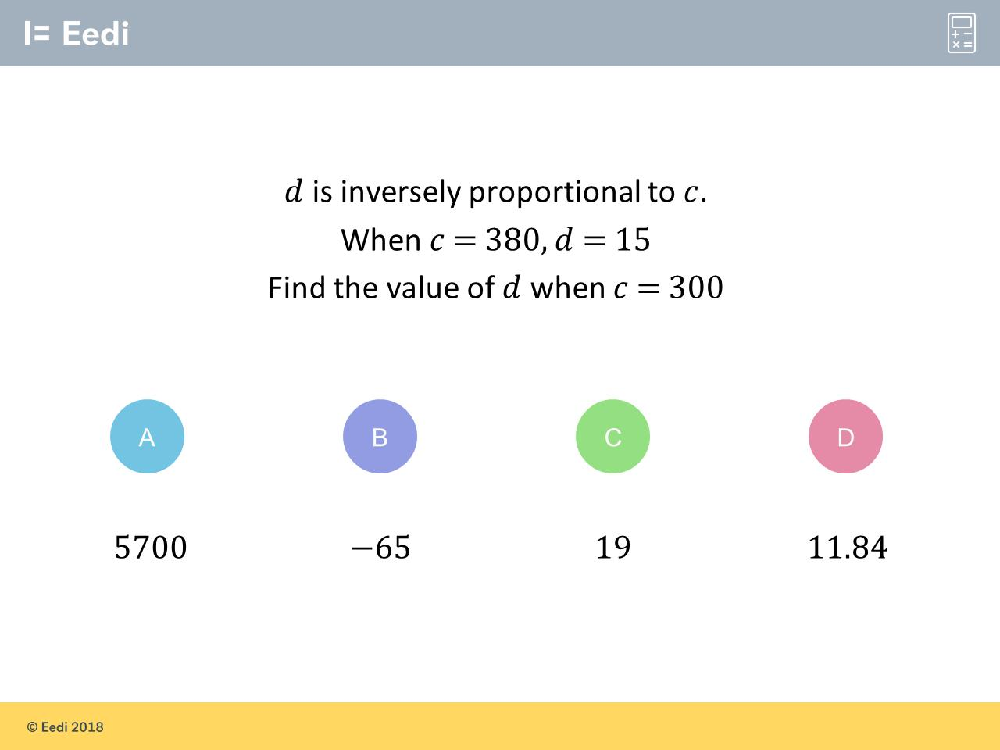 Eedi
d is inversely proportional to c.
When c = 380, d = 15
Find the value of d when c = 300
A B C D
5700 −65 19 11.84
© Eedi 2018